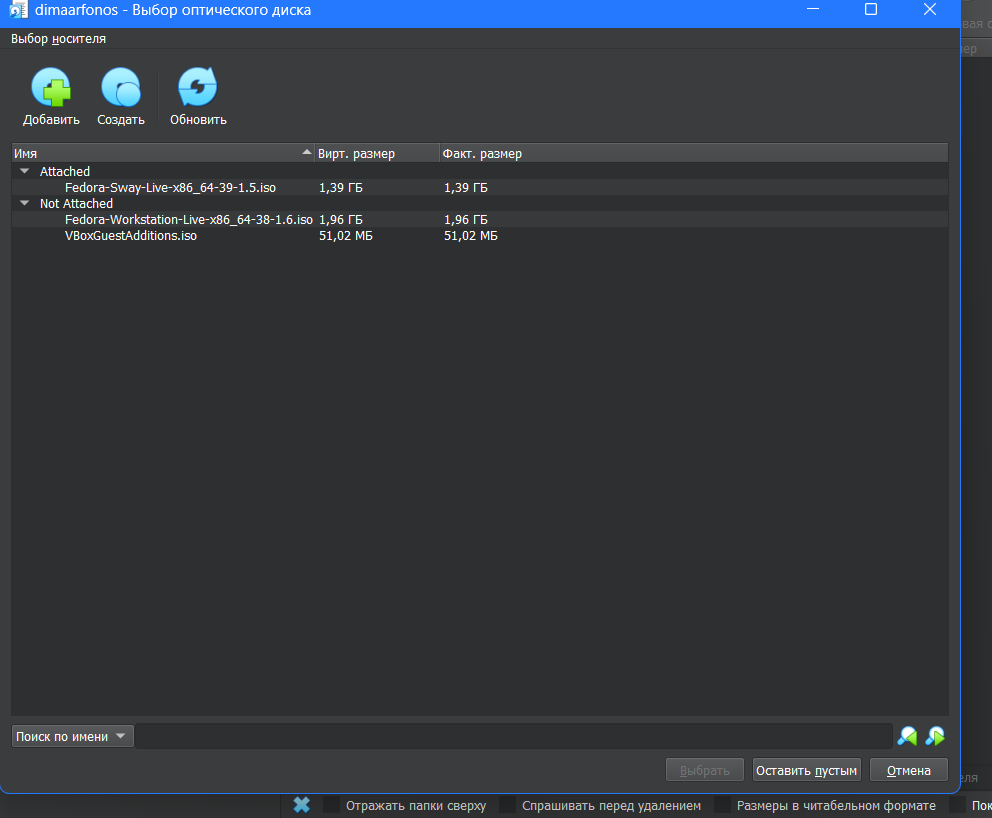 dimaarfonos - Выбор оптического диска
Выбор носителя
Добавить Создать Обновить
Имя Вирт. размер Факт. размер
Attached
Fedora-Sway-Live-x86_64-39-1.5.iso 1,39 ГБ 1,39 ГБ
Not Attached
Fedora-Workstation-Live-x86_64-38-1.6.iso 1,96 ГБ 1,96 ГБ
VBoxGuestAdditions.iso 51,02 МБ 51,02 МБ
Поиск по имени
Выбрать Оставить пустым Отмена
Отражать папки сверху Спрашивать перед удалением Размеры в читабельном формате